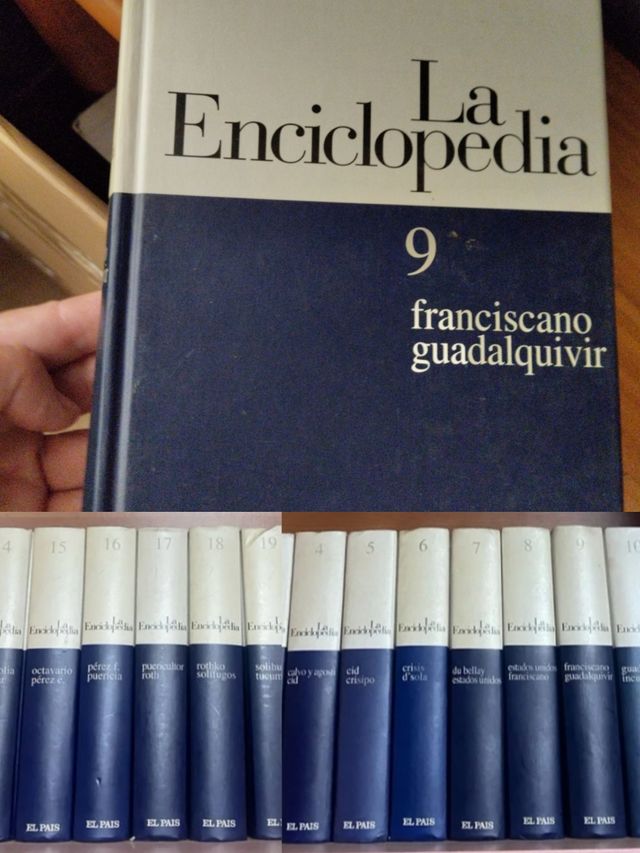 La
Enciclopedia
9
franciscano
guadalquivir
4
15
octavario
pérez e.
La
Enciclopedia
EL PAIS
16
La
Enciclopedia
pérez f.
puericia
EL PAIS
17
La
Enciclopedia
puericultor
roth
EL PAIS
18
La
Enciclopedia
rothko
solífugos
EL PAIS
19
solibu
tucum
4
La
Enciclopedia
calvo y agosti
cid
EL PAIS
5
La
Enciclopedia
cid
crisipo
EL PAIS
6
La
Enciclopedia
crisis
d'sola
EL PAIS
7
La
Enciclopedia
du bellay
estados unidos
EL PAIS
8
La
Enciclopedia
estados unidos
franciscano
EL PAIS
9
La
Enciclopedia
franciscano
guadalquivir
EL PAIS
10